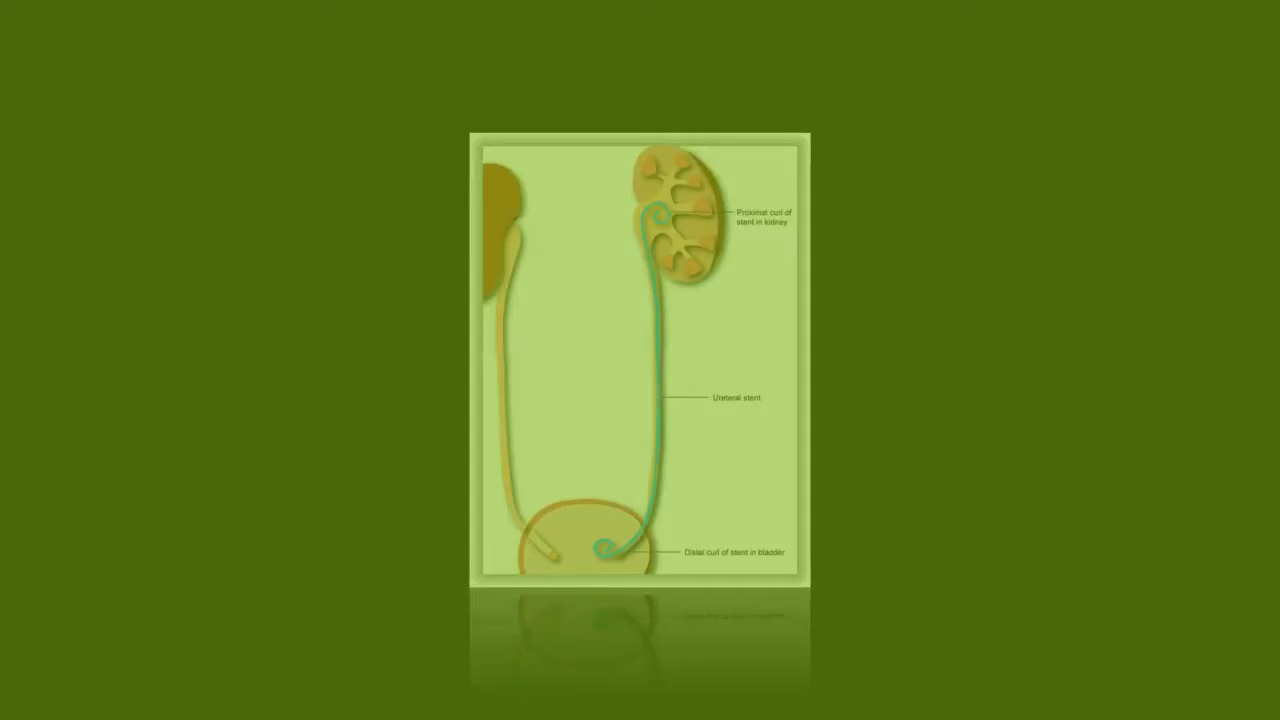 Proximal curl of
stent in kidney
Ureteral stent
Distal curl of stent in bladder